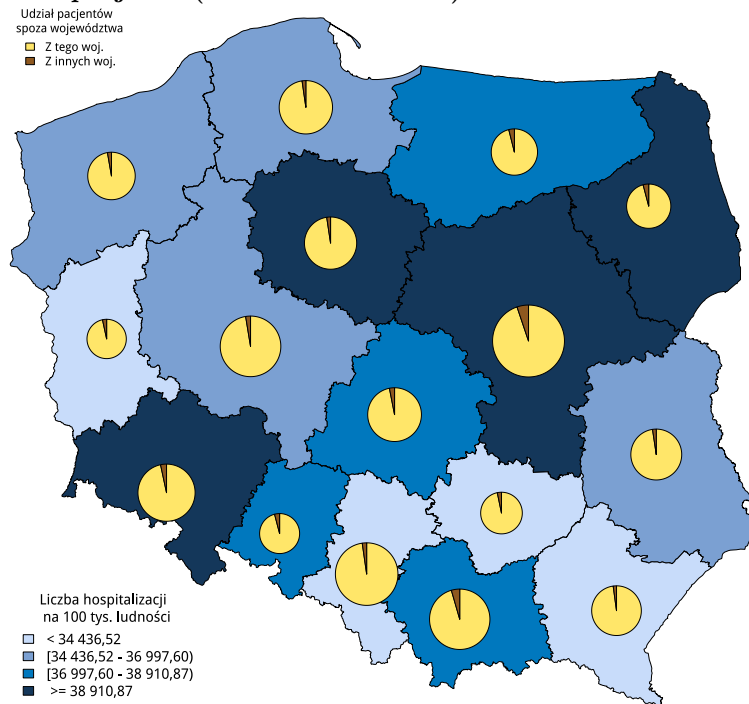 Udział pacjentów
spoza województwa
Z tego woj.
Z innych woj.
Liczba hospitalizacji
na 100 tys. ludności
< 34 436,52
[34 436,52 - 36 997,60)
[36 997,60 - 38 910,87)
>= 38 910,87